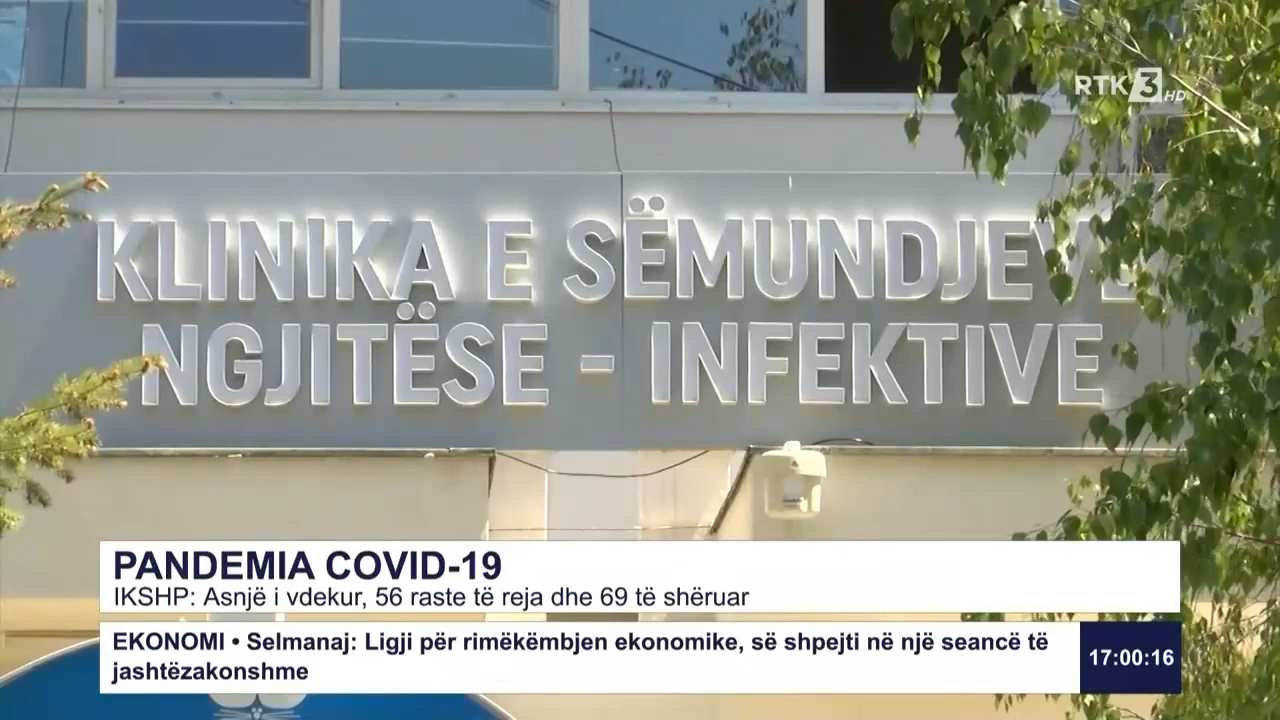 RTK 3 HD
KLINIKA E SËMUNDJEVE
NGJITËSE - INFEKTIVE
PANDEMIA COVID-19
IKSHP: Asnjë i vdekur, 56 raste të reja dhe 69 të shëruar
EKONOMI • Selmanaj: Ligji për rimëkëmbjen ekonomike, së shpejti në një seancë të
jashtëzakonshme
17:00:16